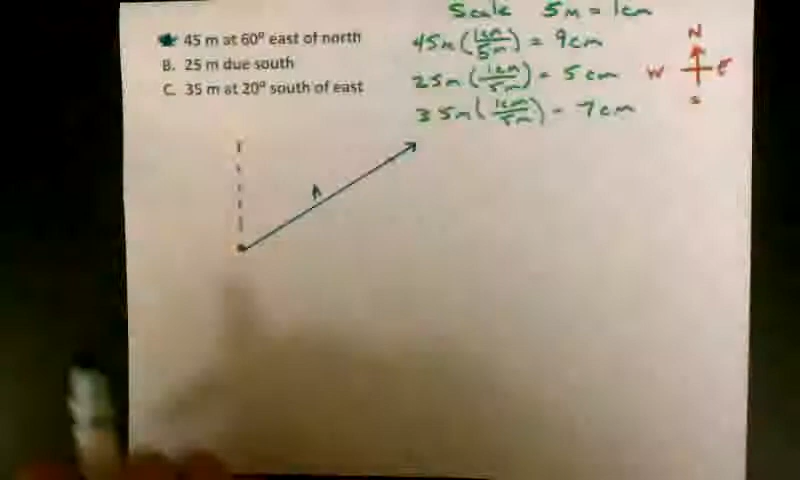 45 m at 60° east of north
B. 25 m due south
C. 35 m at 20° south of east
Scale 5m = 1cm
45m (1cm/5m) = 9cm
25m (1cm/5m) = 5cm
35m (1cm/5m) = 7cm
N
W E
S
A